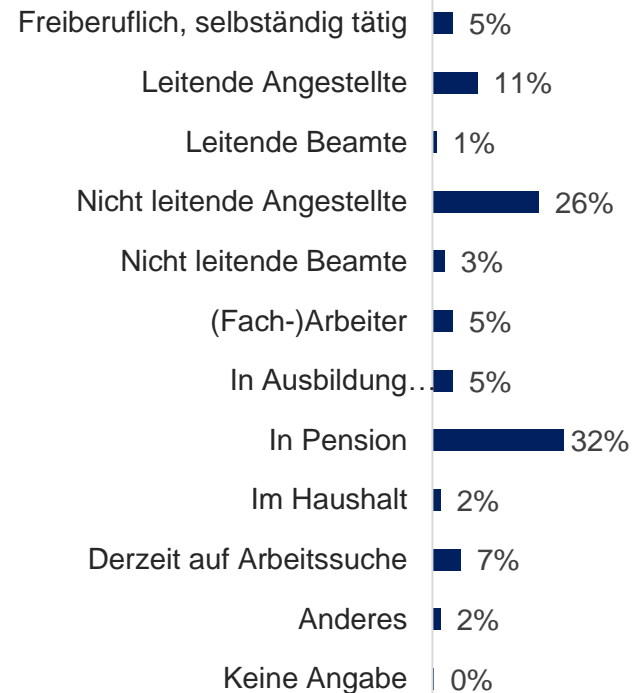 Freiberuflich, selbständig tätig 5%
Leitende Angestellte 11%
Leitende Beamte 1%
Nicht leitende Angestellte 26%
Nicht leitende Beamte 3%
(Fach-)Arbeiter 5%
In Ausbildung… 5%
In Pension 32%
Im Haushalt 2%
Derzeit auf Arbeitssuche 7%
Anderes 2%
Keine Angabe 0%